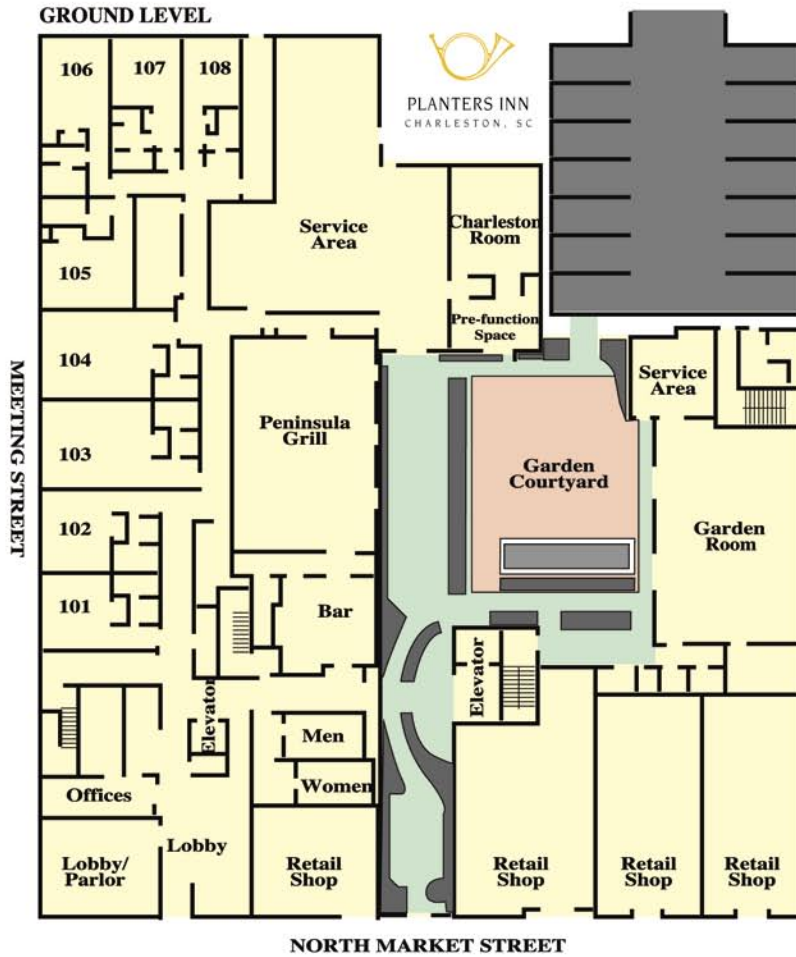 GROUND LEVEL
106
107
108
PLANTERS INN
CHARLESTON, SC
Service
Area
Charleston
Room
Pre-function
Space
105
104
103
102
101
MEETING STREET
Peninsula
Grill
Bar
Garden
Courtyard
Service
Area
Garden
Room
Elevator
Elevator
Men
Women
Offices
Lobby
Lobby/
Parlor
Retail
Shop
Retail
Shop
Retail
Shop
Retail
Shop
NORTH MARKET STREET